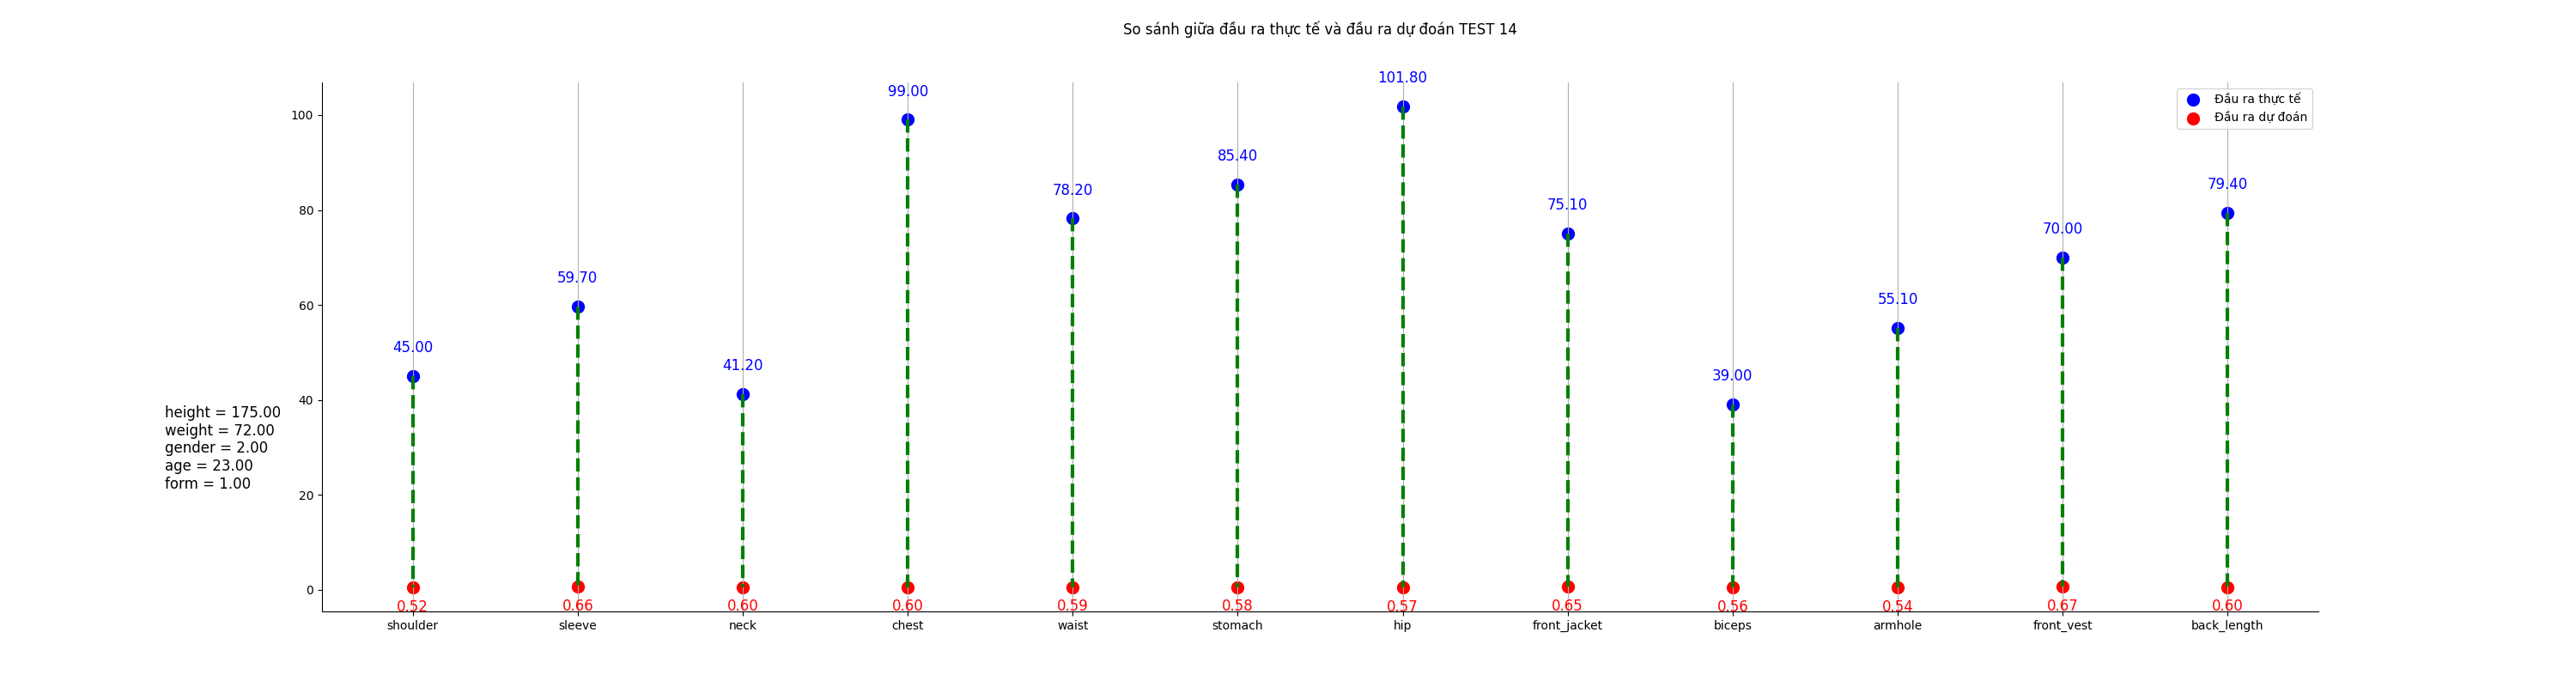 So sánh giữa đầu ra thực tế và đầu ra dự đoán TEST 14
Đầu ra thực tế
Đầu ra dự đoán
100
80
60
40
20
0
height = 175.00
weight = 72.00
gender = 2.00
age = 23.00
form = 1.00
45.00 59.70 41.20 99.00 78.20 85.40 101.80 75.10 39.00 55.10 70.00 79.40
0.52 0.66 0.60 0.60 0.59 0.58 0.57 0.65 0.56 0.54 0.67 0.60
shoulder sleeve neck chest waist stomach hip front_jacket biceps armhole front_vest back_length